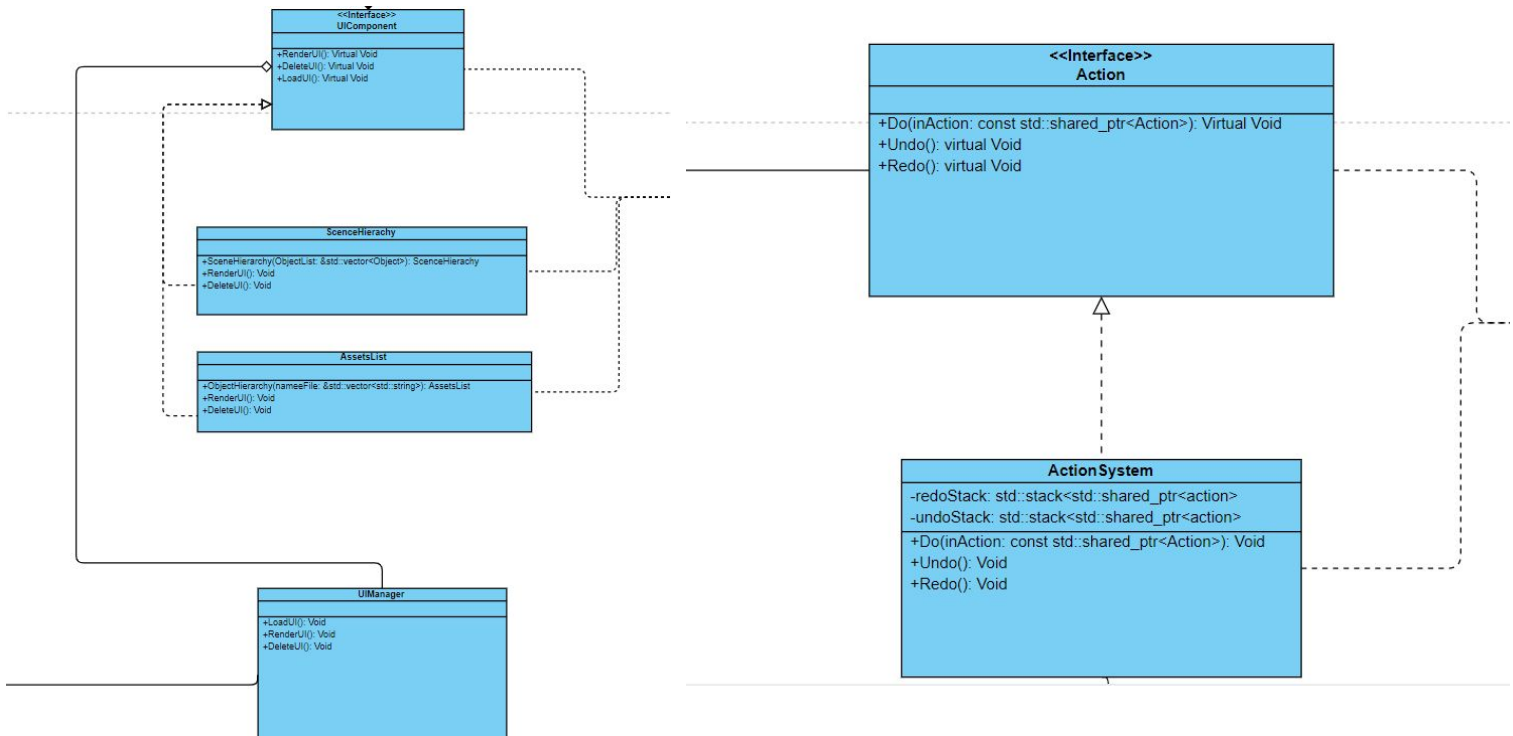 <<Interface>>
UIComponent
+RenderUI(): Virtual Void
+DeleteUI(): Virtual Void
+LoadUI(): Virtual Void
ScenceHierachy
+SceneHierarchy(ObjectList: &std::vector<Object>): ScenceHierachy
+RenderUI(): Void
+DeleteUI(): Void
AssetsList
+ObjectHierarchy(nameeFile: &std::vector<std::string>): AssetsList
+RenderUI(): Void
+DeleteUI(): Void
UIManager
+LoadUI(): Void
+RenderUI(): Void
+DeleteUI(): Void
<<Interface>>
Action
+Do(inAction: const std::shared_ptr<Action>): Virtual Void
+Undo(): virtual Void
+Redo(): virtual Void
ActionSystem
-redoStack: std::stack<std::shared_ptr<action>
-undoStack: std::stack<std::shared_ptr<action>
+Do(inAction: const std::shared_ptr<Action>): Void
+Undo(): Void
+Redo(): Void